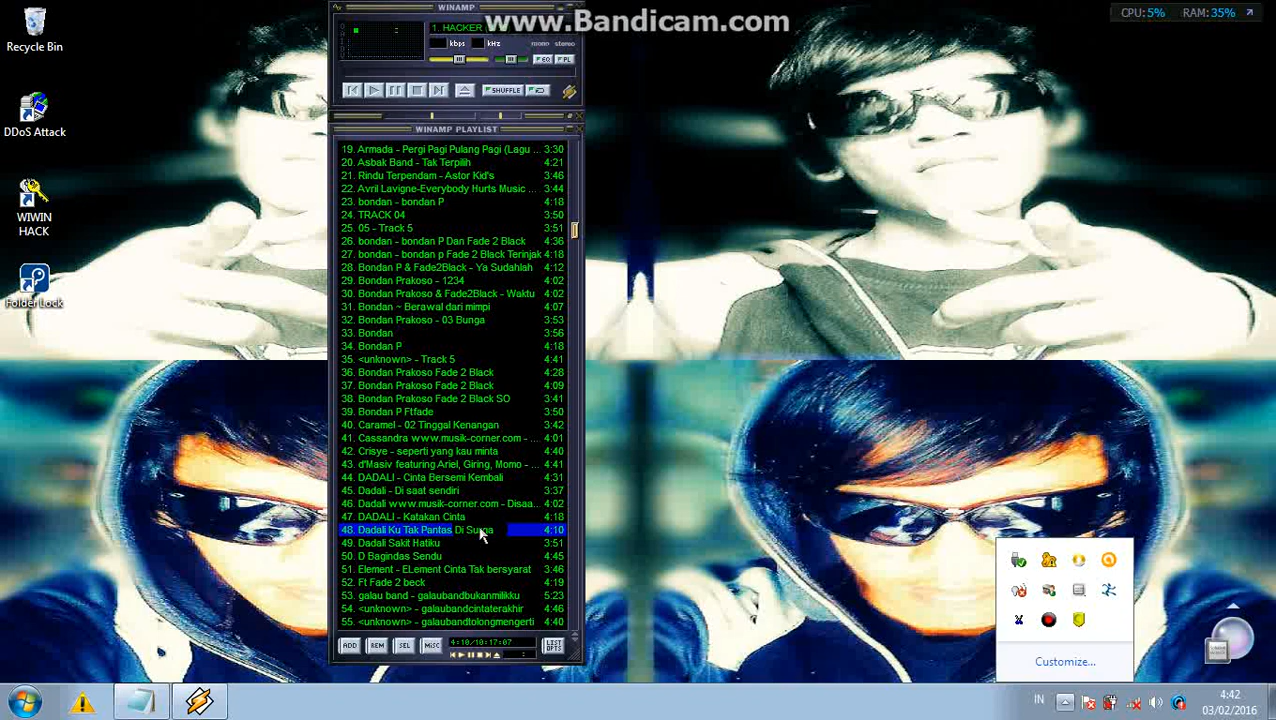 www.Bandicam.com
CPU: 5% RAM: 35%
Recycle Bin
DDoS Attack
WIWIN
HACK
Folder Lock
WINAMP
1. HACKER
kbps kHz mono stereo
EQ PL
SHUFFLE
WINAMP PLAYLIST
19. Armada - Pergi Pagi Pulang Pagi (Lagu ... 3:30
20. Asbak Band - Tak Terpilih 4:21
21. Rindu Terpendam - Astor Kid's 3:46
22. Avril Lavigne-Everybody Hurts Music ... 3:44
23. bondan - bondan P 4:18
24. TRACK 04 3:50
25. 05 - Track 5 3:51
26. bondan - bondan P Dan Fade 2 Black 4:36
27. bondan - bondan p Fade 2 Black Terinjak 4:18
28. Bondan P & Fade2Black - Ya Sudahlah 4:12
29. Bondan Prakoso - 1234 4:02
30. Bondan Prakoso & Fade2Black - Waktu 4:02
31. Bondan ~ Berawal dari mimpi 4:07
32. Bondan Prakoso - 03 Bunga 3:53
33. Bondan 3:56
34. Bondan P 4:18
35. <unknown> - Track 5 4:41
36. Bondan Prakoso Fade 2 Black 4:28
37. Bondan Prakoso Fade 2 Black 4:09
38. Bondan Prakoso Fade 2 Black SO 3:41
39. Bondan P Ftfade 3:50
40. Caramel - 02 Tinggal Kenangan 3:42
41. Cassandra www.musik-corner.com - ... 4:01
42. Crisye - seperti yang kau minta 4:40
43. d'Masiv featuring Ariel, Giring, Momo - ... 4:41
44. DADALI - Cinta Bersemi Kembali 4:31
45. Dadali - Di saat sendiri 3:37
46. Dadali www.musik-corner.com - Disaa... 4:02
47. DADALI - Katakan Cinta 4:18
48. Dadali Ku Tak Pantas Di Surga 4:10
49. Dadali Sakit Hatiku 3:51
50. D Bagindas Sendu 4:45
51. Element - ELement Cinta Tak bersyarat 3:46
52. Ft Fade 2 beck 4:19
53. galau band - galaubandbukanmilikku 5:23
54. <unknown> - galaubandcintaterakhir 4:46
55. <unknown> - galaubandtolongmengerti 4:40
ADD REM SEL MISC 4:10/10:17:07 LIST OPTS
Customize...
IN
4:42
03/02/2016